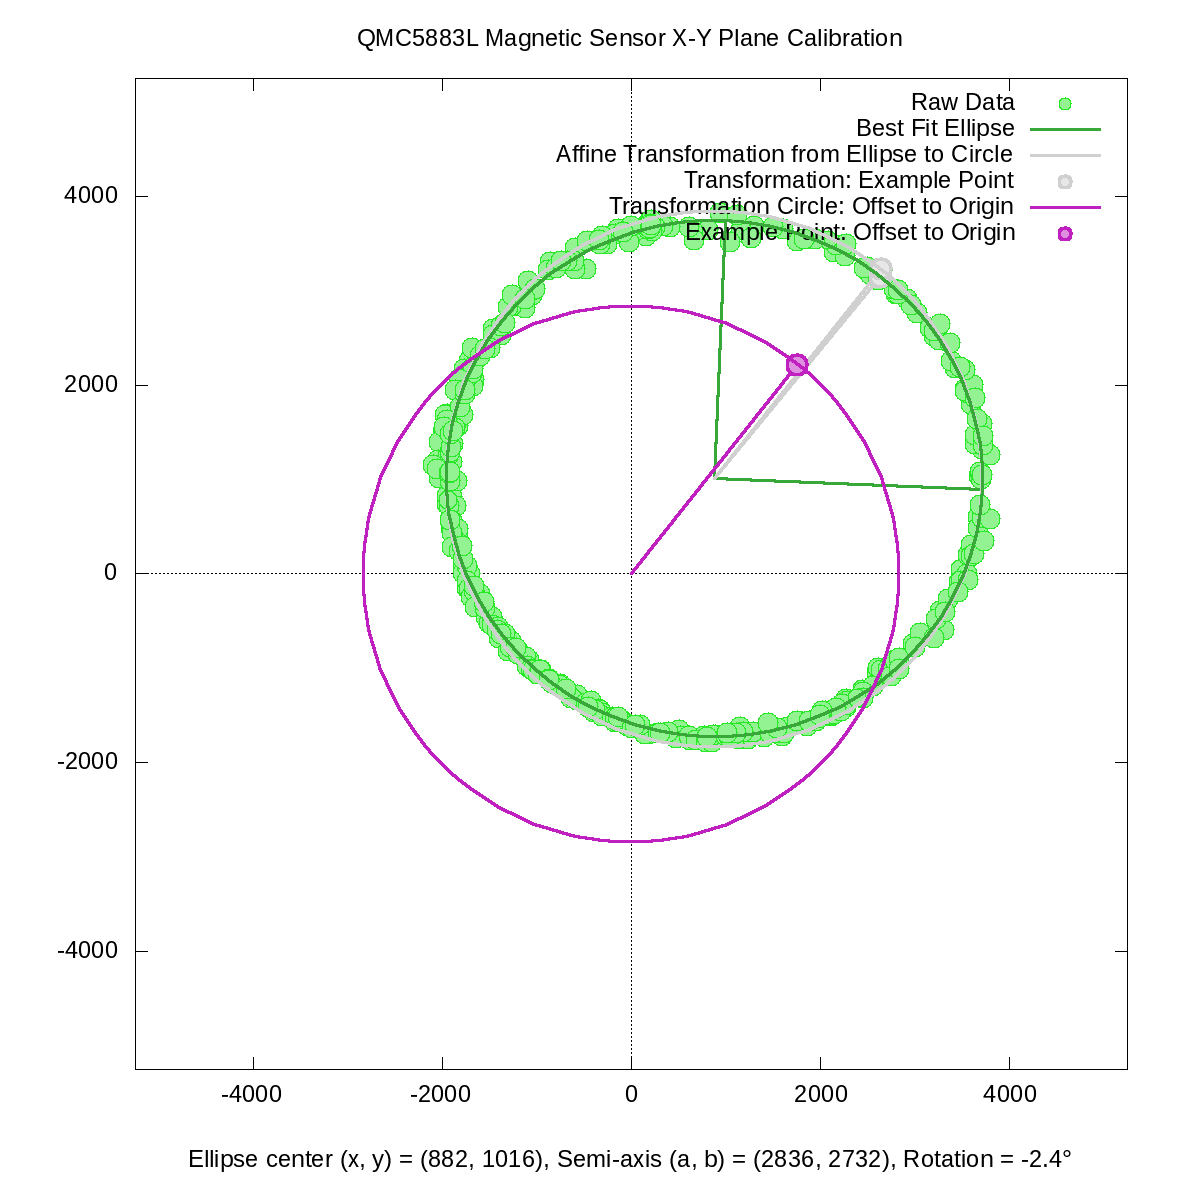 QMC5883L Magnetic Sensor X-Y Plane Calibration
Raw Data
Best Fit Ellipse
Affine Transformation from Ellipse to Circle
Transformation: Example Point
Transformation Circle: Offset to Origin
Example Point: Offset to Origin
4000
2000
0
-2000
-4000
-4000 -2000 0 2000 4000
Ellipse center (x, y) = (882, 1016), Semi-axis (a, b) = (2836, 2732), Rotation = -2.4°